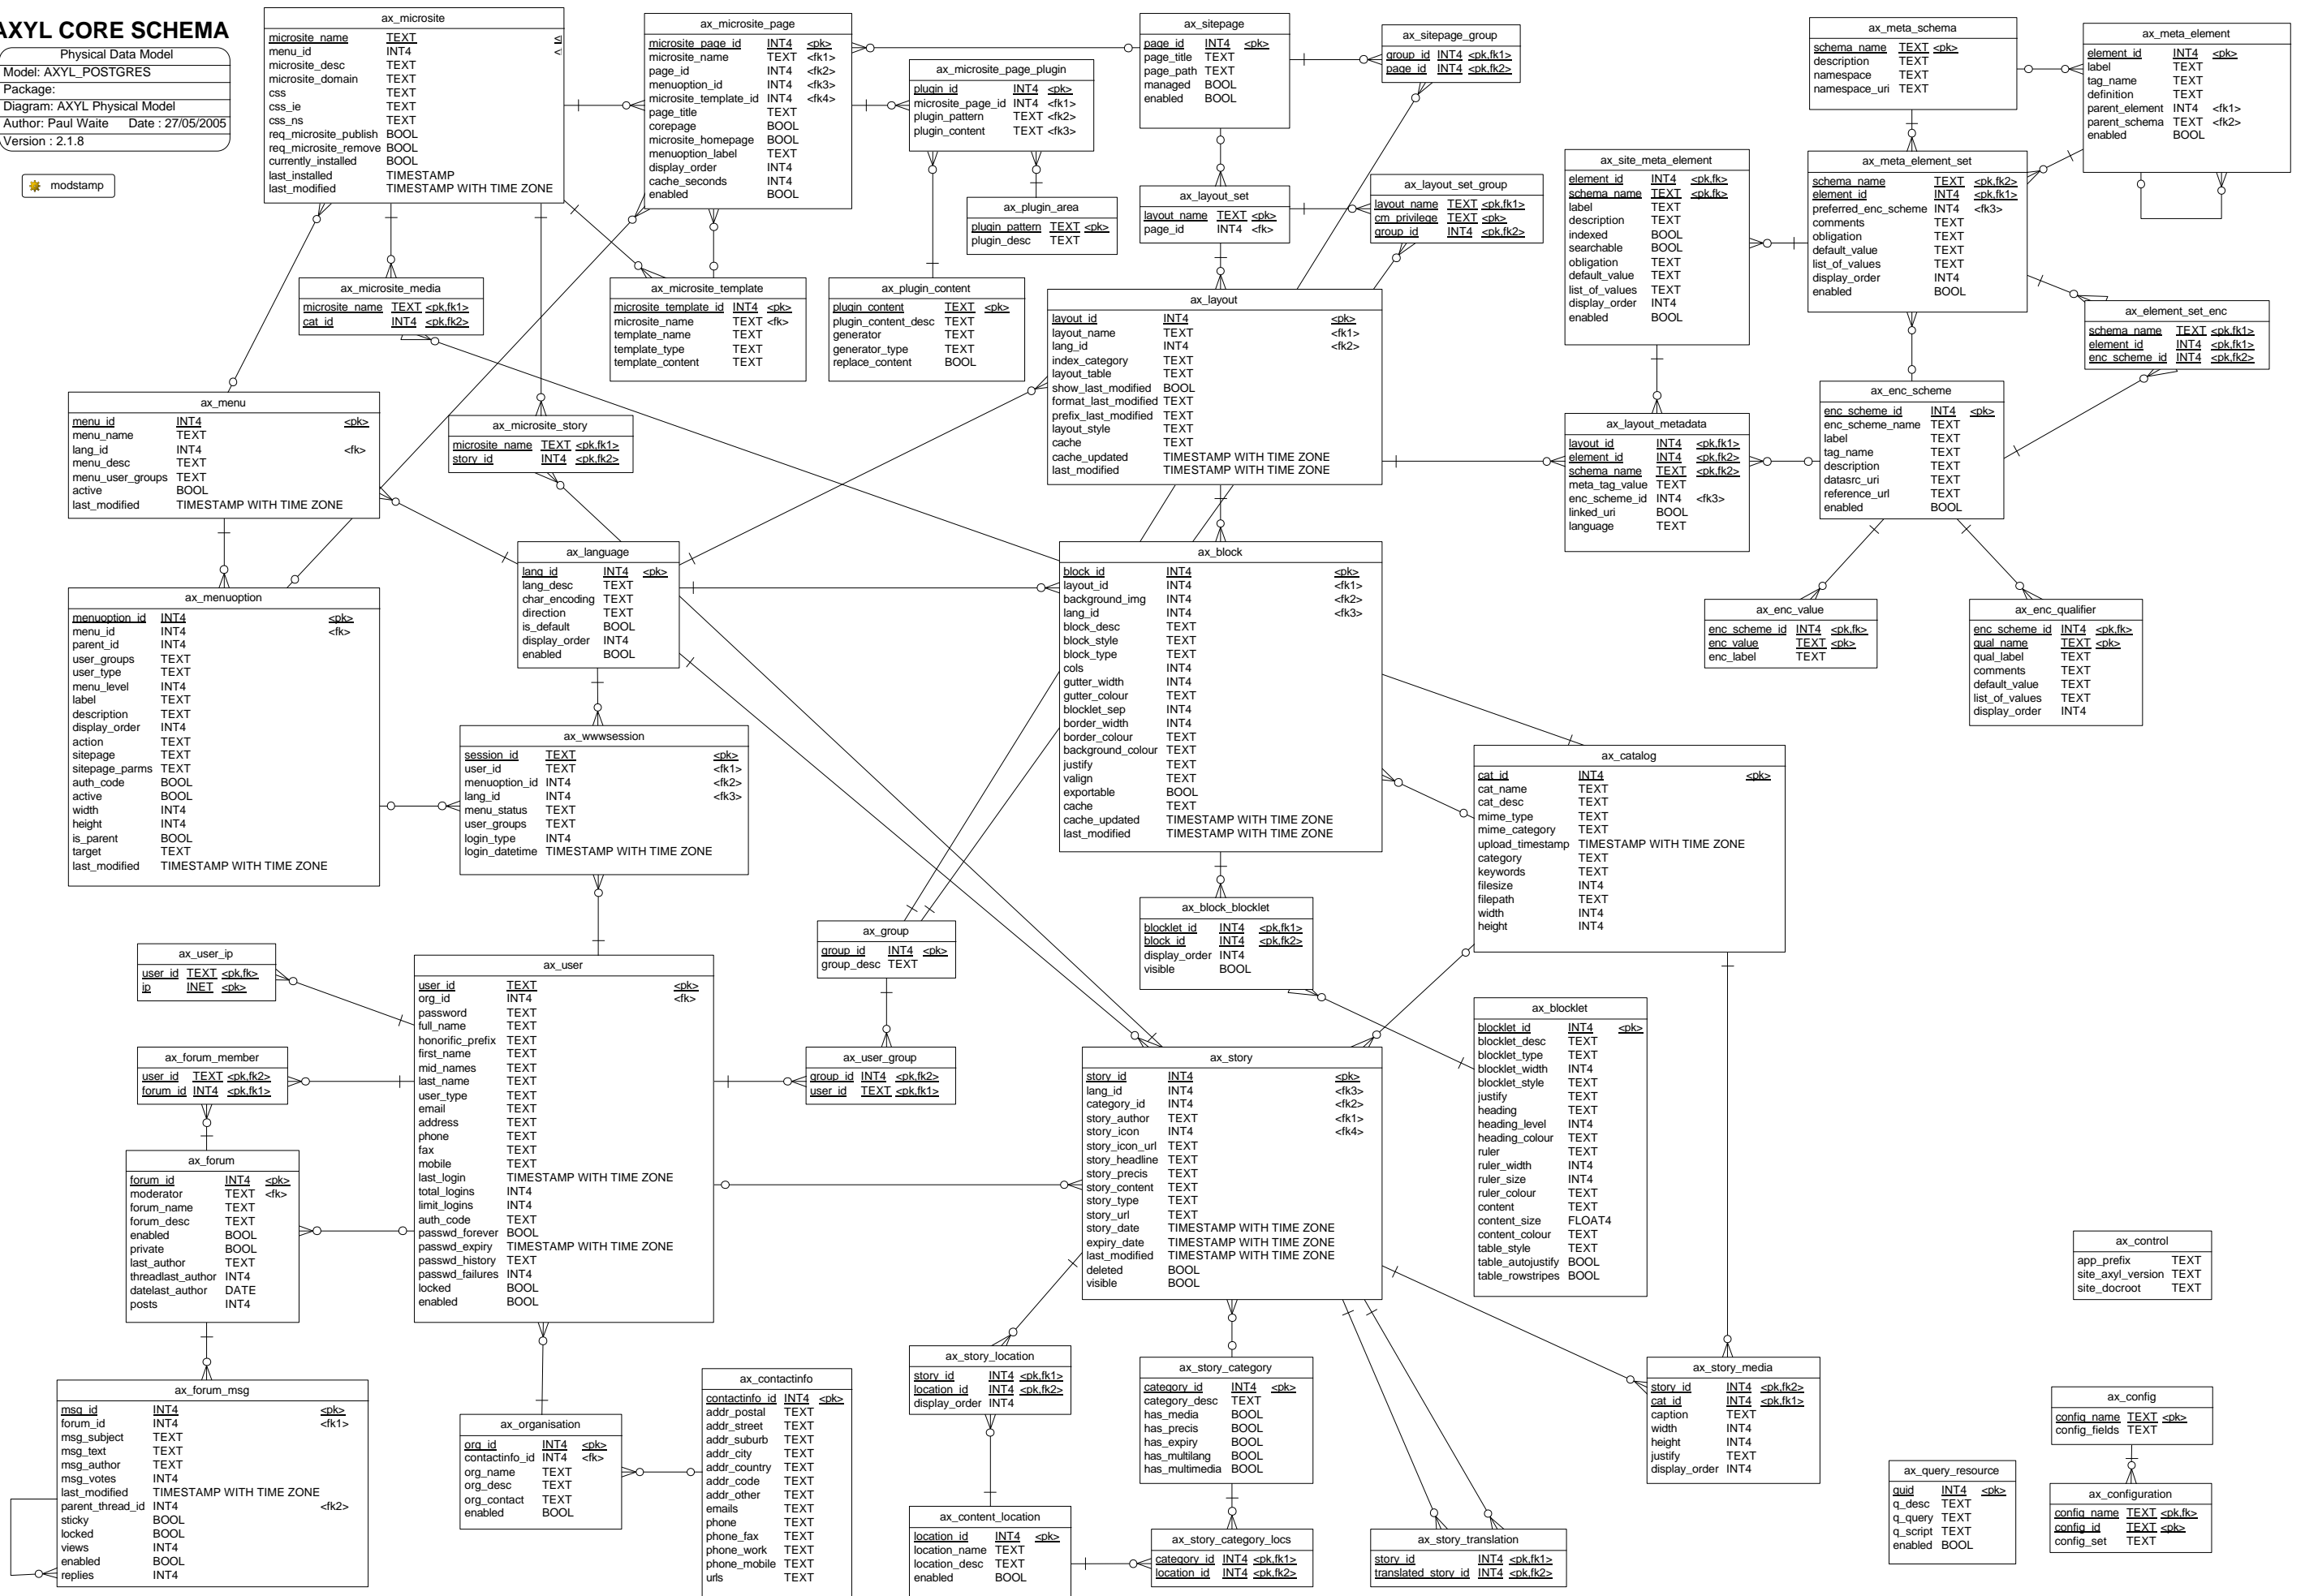 AXYL CORE SCHEMA
Physical Data Model
Model: AXYL_POSTGRES
Package:
Diagram: AXYL Physical Model
Author: Paul Waite Date : 27/05/2005
Version : 2.1.8
modstamp
ax_microsite
microsite_name TEXT
menu_id INT4
microsite_desc TEXT
microsite_domain TEXT
css TEXT
css_ie TEXT
css_ns TEXT
req_microsite_publish BOOL
req_microsite_remove BOOL
currently_installed BOOL
last_installed TIMESTAMP
last_modified TIMESTAMP WITH TIME ZONE
ax_microsite_page
microsite_page_id INT4 <pk>
microsite_name TEXT <fk1>
page_id INT4 <fk2>
menuoption_id INT4 <fk3>
microsite_template_id INT4 <fk4>
page_title TEXT
corepage BOOL
microsite_homepage BOOL
menuoption_label TEXT
display_order INT4
cache_seconds INT4
enabled BOOL
ax_microsite_page_plugin
plugin_id INT4 <pk>
microsite_page_id INT4 <fk1>
plugin_pattern TEXT <fk2>
plugin_content TEXT <fk3>
ax_sitepage
page_id INT4 <pk>
page_title TEXT
page_path TEXT
managed BOOL
enabled BOOL
ax_sitepage_group
group_id INT4 <pk,fk1>
page_id INT4 <pk,fk2>
ax_meta_schema
schema_name TEXT <pk>
description TEXT
namespace TEXT
namespace_uri TEXT
ax_meta_element
element_id INT4 <pk>
label TEXT
tag_name TEXT
definition TEXT
parent_element INT4 <fk1>
parent_schema TEXT <fk2>
enabled BOOL
ax_plugin_area
plugin_pattern TEXT <pk>
plugin_desc TEXT
ax_layout_set
layout_name TEXT <pk>
page_id INT4 <fk>
ax_layout_set_group
layout_name TEXT <pk,fk1>
cm_privilege TEXT <pk>
group_id INT4 <pk,fk2>
ax_site_meta_element
element_id INT4 <pk,fk>
schema_name TEXT <pk,fk>
label TEXT
description TEXT
indexed BOOL
searchable BOOL
obligation TEXT
default_value TEXT
list_of_values TEXT
display_order INT4
enabled BOOL
ax_meta_element_set
schema_name TEXT <pk,fk2>
element_id INT4 <pk,fk1>
preferred_enc_scheme INT4 <fk3>
comments TEXT
obligation TEXT
default_value TEXT
list_of_values TEXT
display_order INT4
enabled BOOL
ax_microsite_media
microsite_name TEXT <pk,fk1>
cat_id INT4 <pk,fk2>
ax_microsite_template
microsite_template_id INT4 <pk>
microsite_name TEXT <fk>
template_name TEXT
template_type TEXT
template_content TEXT
ax_plugin_content
plugin_content TEXT <pk>
plugin_content_desc TEXT
generator TEXT
generator_type TEXT
replace_content BOOL
ax_layout
layout_id INT4 <pk>
layout_name TEXT <fk1>
lang_id INT4 <fk2>
index_category TEXT
layout_table TEXT
show_last_modified BOOL
format_last_modified TEXT
prefix_last_modified TEXT
layout_style TEXT
cache TEXT
cache_updated TIMESTAMP WITH TIME ZONE
last_modified TIMESTAMP WITH TIME ZONE
ax_element_set_enc
schema_name TEXT <pk,fk1>
element_id INT4 <pk,fk1>
enc_scheme_id INT4 <pk,fk2>
ax_menu
menu_id INT4 <pk>
menu_name TEXT
lang_id INT4 <fk>
menu_desc TEXT
menu_user_groups TEXT
active BOOL
last_modified TIMESTAMP WITH TIME ZONE
ax_microsite_story
microsite_name TEXT <pk,fk1>
story_id INT4 <pk,fk2>
ax_layout_metadata
layout_id INT4 <pk,fk1>
element_id INT4 <pk,fk2>
schema_name TEXT <pk,fk2>
meta_tag_value TEXT
enc_scheme_id INT4 <fk3>
linked_uri BOOL
language TEXT
ax_enc_scheme
enc_scheme_id INT4 <pk>
enc_scheme_name TEXT
label TEXT
tag_name TEXT
description TEXT
datasrc_uri TEXT
reference_url TEXT
enabled BOOL
ax_language
lang_id INT4 <pk>
lang_desc TEXT
char_encoding TEXT
direction TEXT
is_default BOOL
display_order INT4
enabled BOOL
ax_block
block_id INT4 <pk>
layout_id INT4 <fk1>
background_img INT4 <fk2>
lang_id INT4 <fk3>
block_desc TEXT
block_style TEXT
block_type TEXT
cols INT4
gutter_width INT4
gutter_colour TEXT
blocklet_sep INT4
border_width INT4
border_colour TEXT
background_colour TEXT
justify TEXT
valign TEXT
exportable BOOL
cache TEXT
cache_updated TIMESTAMP WITH TIME ZONE
last_modified TIMESTAMP WITH TIME ZONE
ax_menuoption
menuoption_id INT4 <pk>
menu_id INT4 <fk>
parent_id INT4
user_groups TEXT
user_type TEXT
menu_level INT4
label TEXT
description TEXT
display_order INT4
action TEXT
sitepage TEXT
sitepage_parms TEXT
auth_code BOOL
active BOOL
width INT4
height INT4
is_parent BOOL
target TEXT
last_modified TIMESTAMP WITH TIME ZONE
ax_enc_value
enc_scheme_id INT4 <pk,fk>
enc_value TEXT <pk>
enc_label TEXT
ax_enc_qualifier
enc_scheme_id INT4 <pk,fk>
qual_name TEXT <pk>
qual_label TEXT
comments TEXT
default_value TEXT
list_of_values TEXT
display_order INT4
ax_wwwsession
session_id TEXT <pk>
user_id TEXT <fk1>
menuoption_id INT4 <fk2>
lang_id INT4 <fk3>
menu_status TEXT
user_groups TEXT
login_type INT4
login_datetime TIMESTAMP WITH TIME ZONE
ax_catalog
cat_id INT4 <pk>
cat_name TEXT
cat_desc TEXT
mime_type TEXT
mime_category TEXT
upload_timestamp TIMESTAMP WITH TIME ZONE
category TEXT
keywords TEXT
filesize INT4
filepath TEXT
width INT4
height INT4
ax_block_blocklet
blocklet_id INT4 <pk,fk1>
block_id INT4 <pk,fk2>
display_order INT4
visible BOOL
ax_group
group_id INT4 <pk>
group_desc TEXT
ax_user_ip
user_id TEXT <pk,fk>
ip INET <pk>
ax_user
user_id TEXT <pk>
org_id INT4 <fk>
password TEXT
full_name TEXT
honorific_prefix TEXT
first_name TEXT
mid_names TEXT
last_name TEXT
user_type TEXT
email TEXT
address TEXT
phone TEXT
fax TEXT
mobile TEXT
last_login TIMESTAMP WITH TIME ZONE
total_logins INT4
limit_logins INT4
auth_code TEXT
passwd_forever BOOL
passwd_expiry TIMESTAMP WITH TIME ZONE
passwd_history TEXT
passwd_failures INT4
locked BOOL
enabled BOOL
ax_blocklet
blocklet_id INT4 <pk>
blocklet_desc TEXT
blocklet_type TEXT
blocklet_width INT4
blocklet_style TEXT
justify TEXT
heading TEXT
heading_level INT4
heading_colour TEXT
ruler TEXT
ruler_width INT4
ruler_size INT4
ruler_colour TEXT
content TEXT
content_size FLOAT4
content_colour TEXT
table_style TEXT
table_autojustify BOOL
table_rowstripes BOOL
ax_forum_member
user_id TEXT <pk,fk2>
forum_id INT4 <pk,fk1>
ax_user_group
group_id INT4 <pk,fk2>
user_id TEXT <pk,fk1>
ax_story
story_id INT4 <pk>
lang_id INT4 <fk3>
category_id INT4 <fk2>
story_author TEXT <fk1>
story_icon INT4 <fk4>
story_icon_url TEXT
story_headline TEXT
story_precis TEXT
story_content TEXT
story_type TEXT
story_url TEXT
story_date TIMESTAMP WITH TIME ZONE
expiry_date TIMESTAMP WITH TIME ZONE
last_modified TIMESTAMP WITH TIME ZONE
deleted BOOL
visible BOOL
ax_forum
forum_id INT4 <pk>
moderator TEXT <fk>
forum_name TEXT
forum_desc TEXT
enabled BOOL
private BOOL
last_author TEXT
threadlast_author INT4
datelast_author DATE
posts INT4
ax_control
app_prefix TEXT
site_axyl_version TEXT
site_docroot TEXT
ax_forum_msg
msg_id INT4 <pk>
forum_id INT4 <fk1>
msg_subject TEXT
msg_text TEXT
msg_author TEXT
msg_votes INT4
last_modified TIMESTAMP WITH TIME ZONE
parent_thread_id INT4 <fk2>
sticky BOOL
locked BOOL
views INT4
enabled BOOL
replies INT4
ax_organisation
org_id INT4 <pk>
contactinfo_id INT4 <fk>
org_name TEXT
org_desc TEXT
org_contact TEXT
enabled BOOL
ax_contactinfo
contactinfo_id INT4 <pk>
addr_postal TEXT
addr_street TEXT
addr_suburb TEXT
addr_city TEXT
addr_country TEXT
addr_code TEXT
addr_other TEXT
emails TEXT
phone TEXT
phone_fax TEXT
phone_work TEXT
phone_mobile TEXT
urls TEXT
ax_story_location
story_id INT4 <pk,fk1>
location_id INT4 <pk,fk2>
display_order INT4
ax_story_category
category_id INT4 <pk>
category_desc TEXT
has_media BOOL
has_precis BOOL
has_expiry BOOL
has_multilang BOOL
has_multimedia BOOL
ax_story_media
story_id INT4 <pk,fk2>
cat_id INT4 <pk,fk1>
caption TEXT
width INT4
height INT4
justify TEXT
display_order INT4
ax_config
config_name TEXT <pk>
config_fields TEXT
ax_query_resource
quid INT4 <pk>
q_desc TEXT
q_query TEXT
q_script TEXT
enabled BOOL
ax_configuration
config_name TEXT <pk,fk>
config_id TEXT <pk>
config_set TEXT
ax_content_location
location_id INT4 <pk>
location_name TEXT
location_desc TEXT
enabled BOOL
ax_story_category_locs
category_id INT4 <pk,fk1>
location_id INT4 <pk,fk2>
ax_story_translation
story_id INT4 <pk,fk1>
translated_story_id INT4 <pk,fk2>